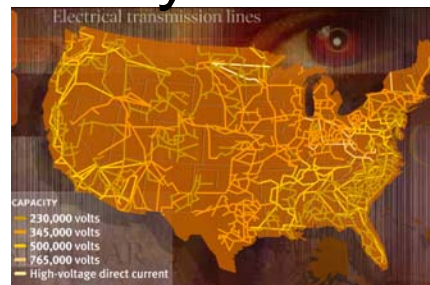 Electrical transmission lines
CAPACITY
230,000 volts
345,000 volts
500,000 volts
765,000 volts
High-voltage direct current